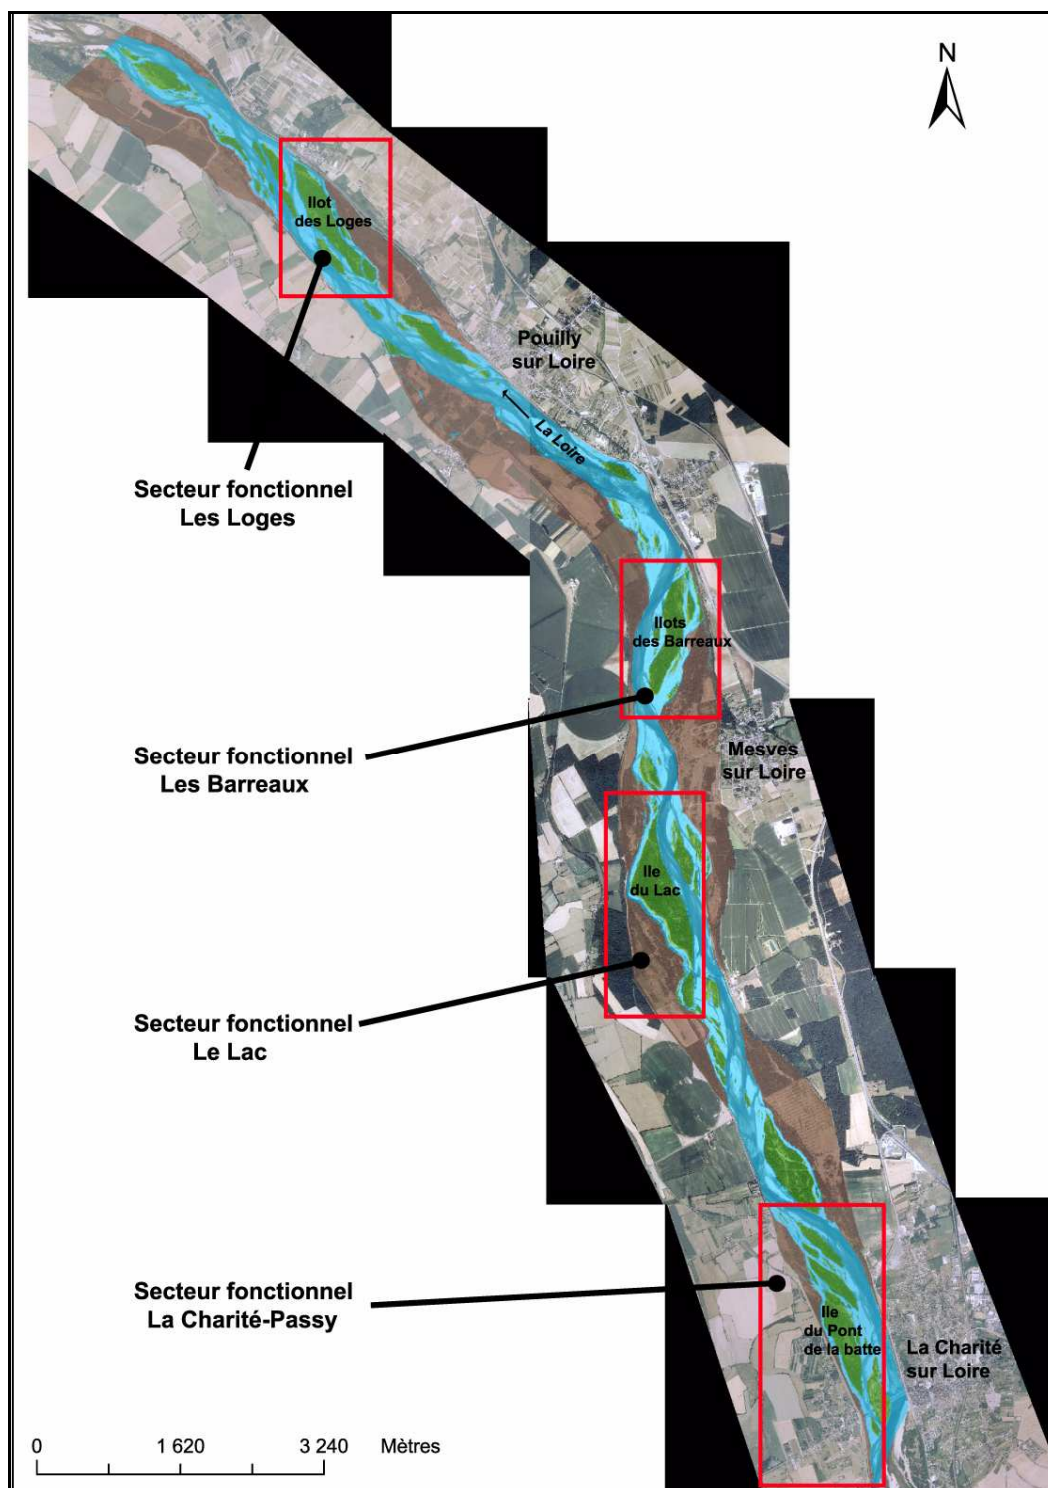 N
Ilot
des Loges
Pouilly
sur Loire
La Loire
Secteur fonctionnel
Les Loges
Ilots
des Barreaux
Secteur fonctionnel
Les Barreaux
Mesves
sur Loire
Ile
du Lac
Secteur fonctionnel
Le Lac
Secteur fonctionnel
La Charité-Passy
Ile
du Pont
de la batte
La Charité
sur Loire
0 1 620 3 240 Mètres